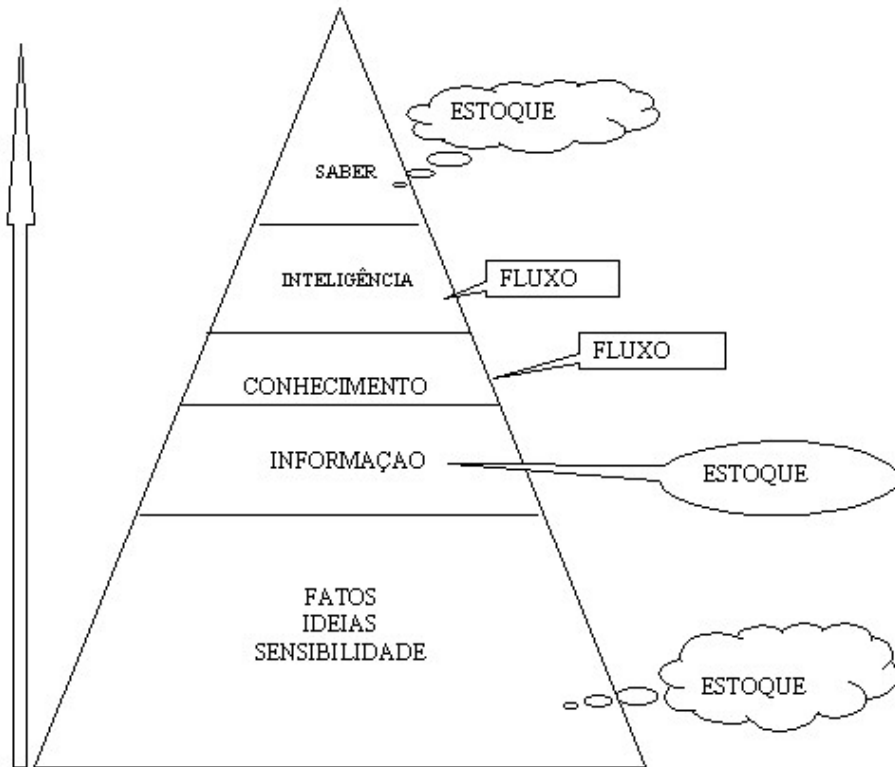 ESTOQUE
SABER
INTELIGÊNCIA
FLUXO
FLUXO
CONHECIMENTO
INFORMAÇAO
ESTOQUE
FATOS
IDEIAS
SENSIBILIDADE
ESTOQUE